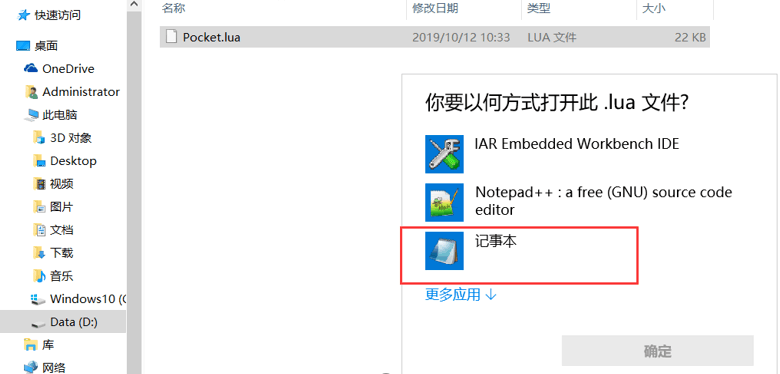 快速访问
桌面
OneDrive
Administrator
此电脑
3D 对象
Desktop
视频
图片
文档
下载
音乐
Windows10 (C
Data (D:)
库
网络
名称 修改日期 类型 大小
Pocket.lua 2019/10/12 10:33 LUA 文件 22 KB
你要以何方式打开此 .lua 文件?
IAR Embedded Workbench IDE
Notepad++ : a free (GNU) source code
editor
记事本
更多应用
确定